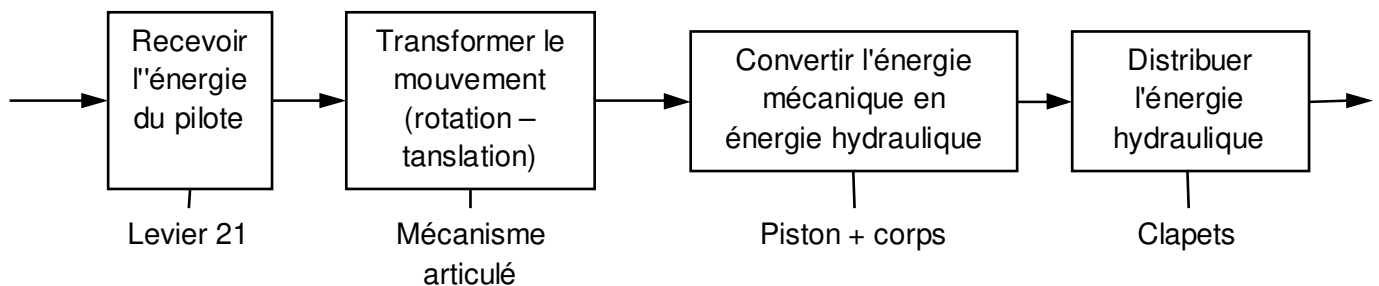 Recevoir
l''énergie
du pilote
Transformer le
mouvement
(rotation –
tanslation)
Convertir l'énergie
mécanique en
énergie hydraulique
Distribuer
l'énergie
hydraulique
Levier 21
Mécanisme
articulé
Piston + corps
Clapets